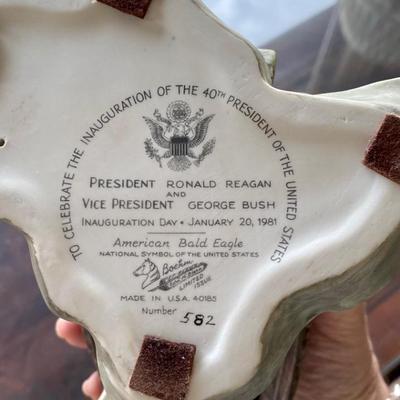 TO CELEBRATE THE INAUGURATION OF THE 40TH PRESIDENT OF THE UNITED STATES
PRESIDENT RONALD REAGAN
AND
VICE PRESIDENT GEORGE BUSH
INAUGURATION DAY • JANUARY 20, 1981
American Bald Eagle
NATIONAL SYMBOL OF THE UNITED STATES
Boehm
LIMITED
ISSUE
MADE IN U.S.A. 40185
Number 582